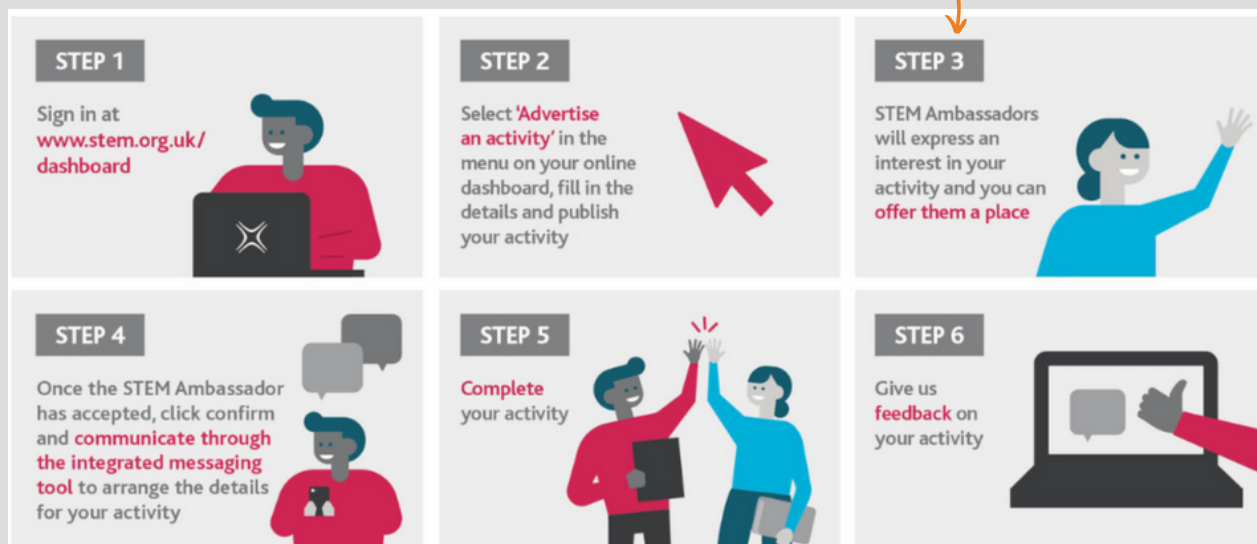 STEP 1
Sign in at
www.stem.org.uk/
dashboard
STEP 2
Select 'Advertise
an activity' in the
menu on your online
dashboard, fill in the
details and publish
your activity
STEP 3
STEM Ambassadors
will express an
interest in your
activity and you can
offer them a place
STEP 4
Once the STEM Ambassador
has accepted, click confirm
and communicate through
the integrated messaging
tool to arrange the details
for your activity
STEP 5
Complete
your activity
STEP 6
Give us
feedback on
your activity